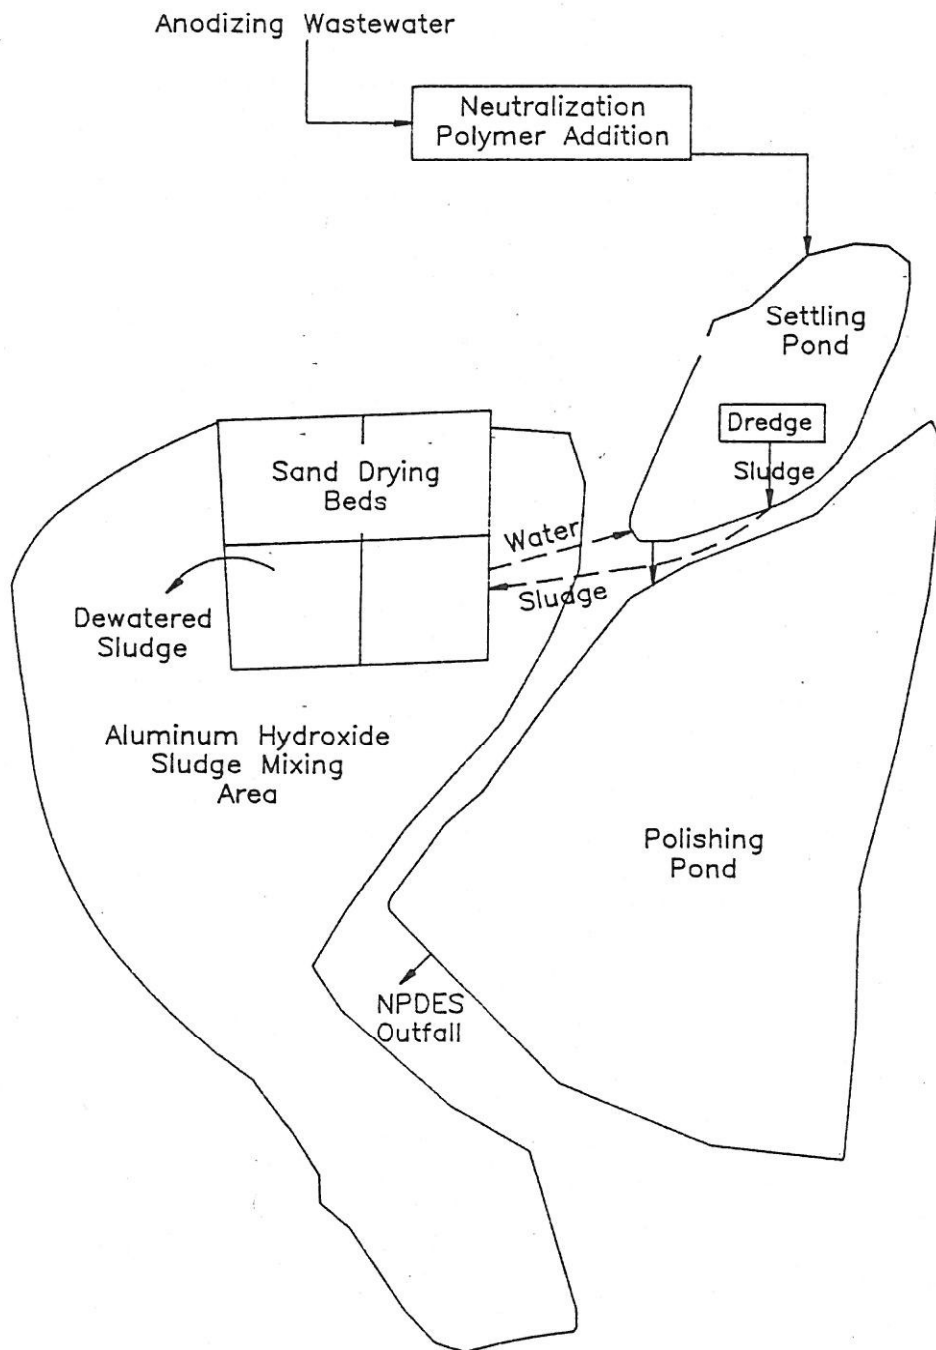 Anodizing Wastewater
Neutralization
Polymer Addition
Settling
Pond
Dredge
Sludge
Sand Drying
Beds
Water
Sludge
Dewatered
Sludge
Aluminum Hydroxide
Sludge Mixing
Area
Polishing
Pond
NPDES
Outfall